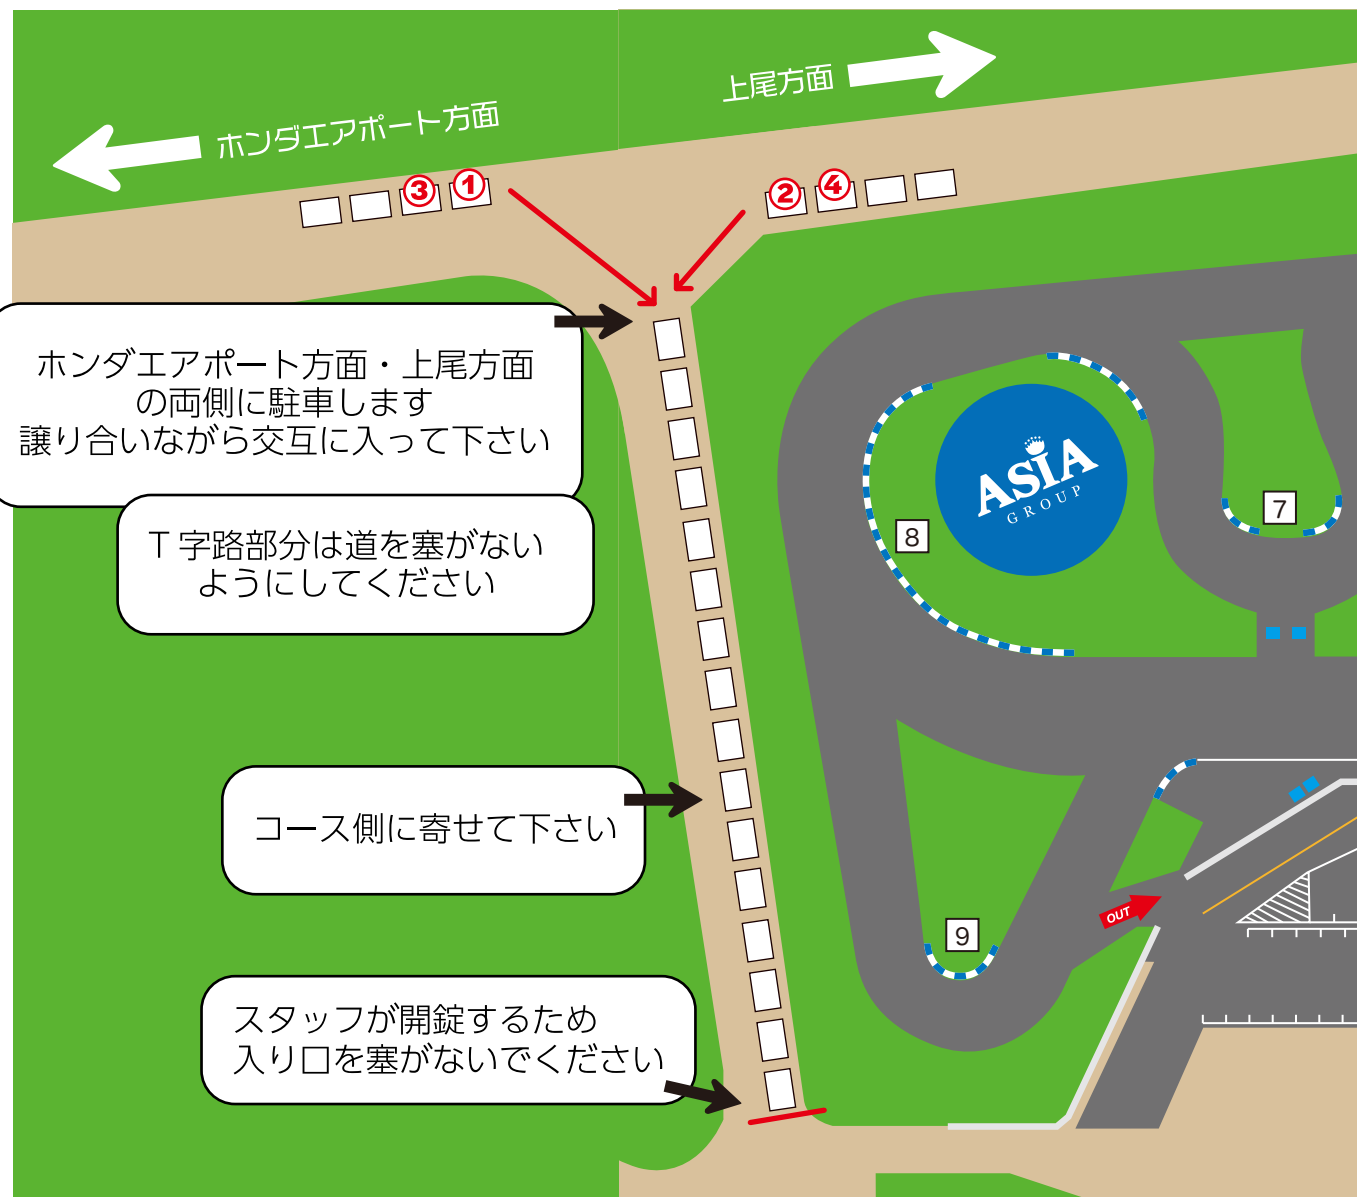 上尾方面
ホンダエアポート方面
③ ① ② ④
ホンダエアポート方面・上尾方面
の両側に駐車します
譲り合いながら交互に入って下さい
T字路部分は道を塞がない
ようにしてください
ASIA
GROUP
7
8
コース側に寄せて下さい
OUT
9
スタッフが開錠するため
入り口を塞がないでください